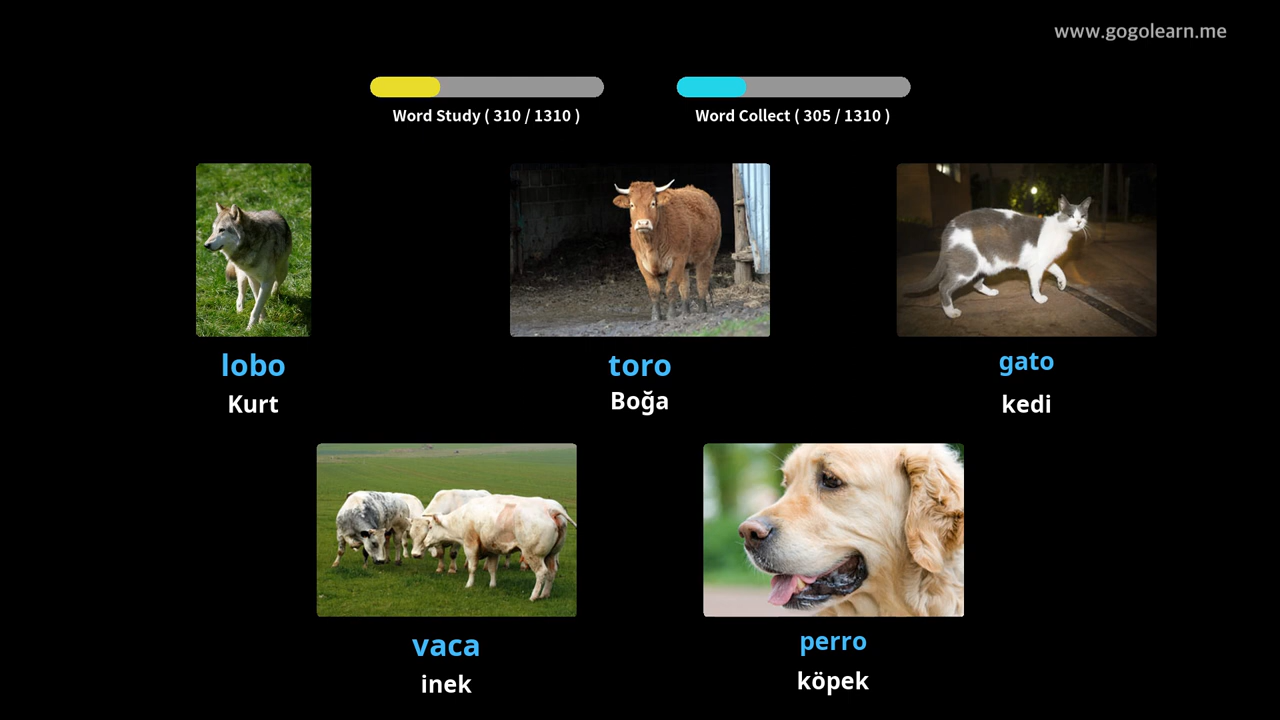 www.gogolearn.me
Word Study ( 310 / 1310 )
Word Collect ( 305 / 1310 )
lobo
Kurt
toro
Boğa
gato
kedi
vaca
inek
perro
köpek